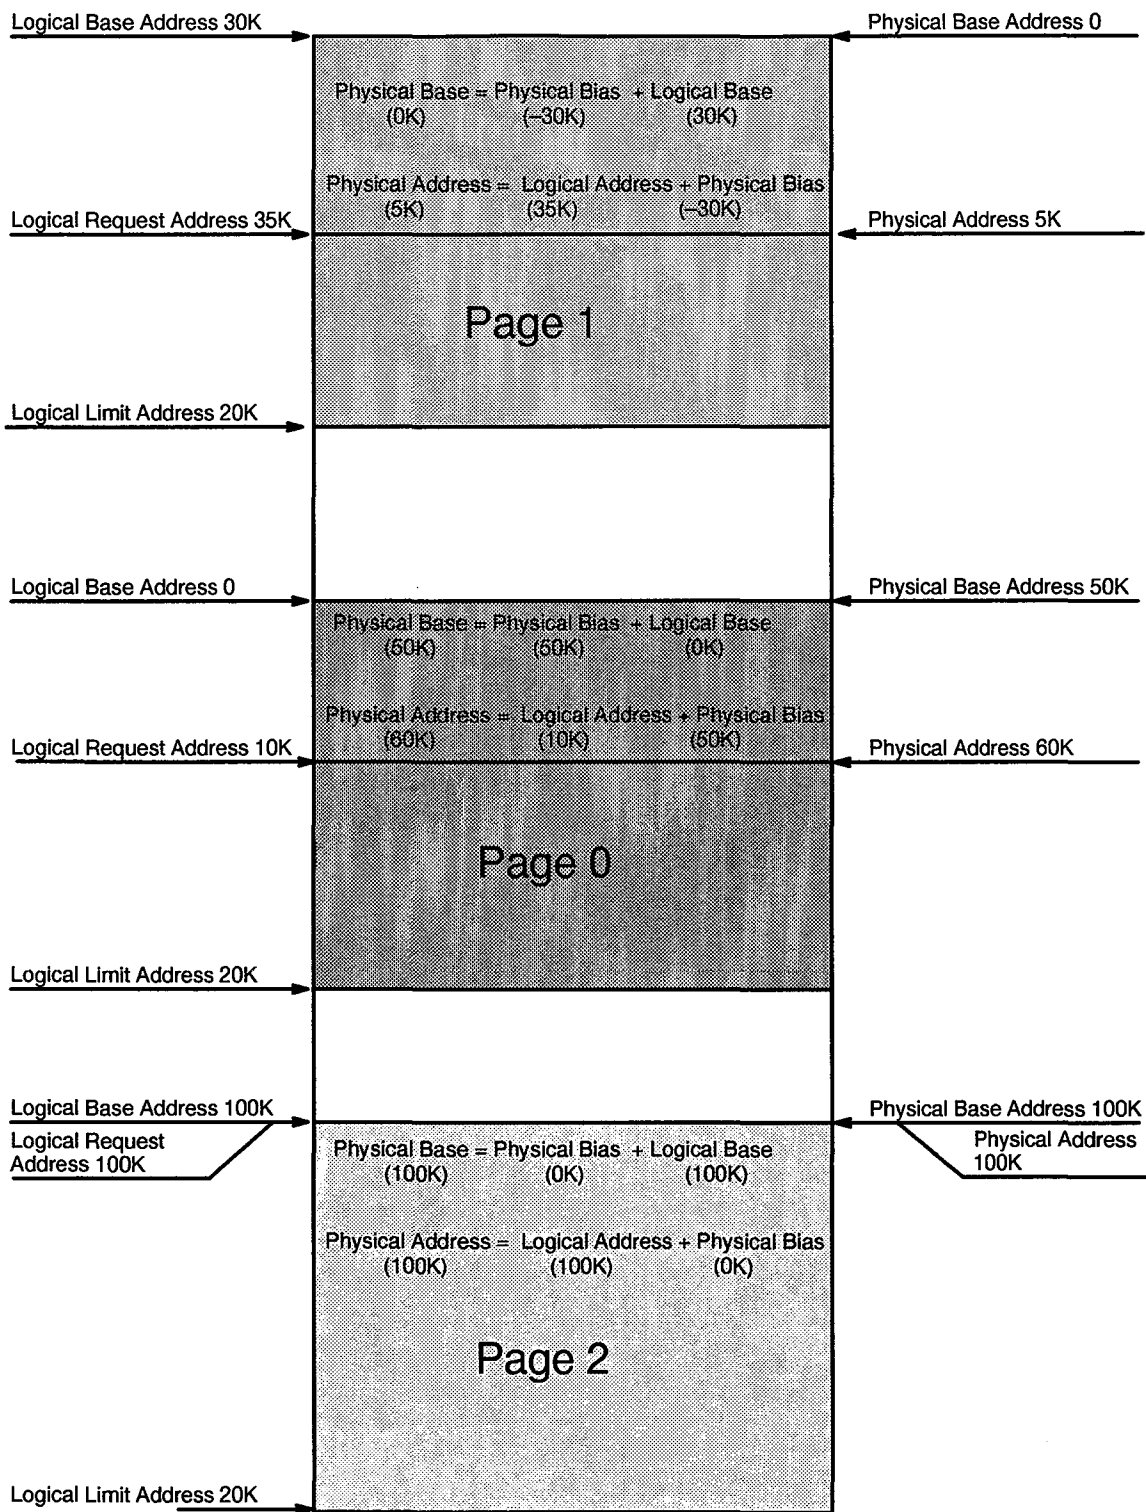 Logical Base Address 30K
Physical Base Address 0
Physical Base = Physical Bias + Logical Base
(0K) (–30K) (30K)
Physical Address = Logical Address + Physical Bias
(5K) (35K) (–30K)
Logical Request Address 35K
Physical Address 5K
Page 1
Logical Limit Address 20K
Logical Base Address 0
Physical Base Address 50K
Physical Base = Physical Bias + Logical Base
(50K) (50K) (0K)
Physical Address = Logical Address + Physical Bias
(60K) (10K) (50K)
Logical Request Address 10K
Physical Address 60K
Page 0
Logical Limit Address 20K
Logical Base Address 100K
Physical Base Address 100K
Logical Request
Address 100K
Physical Address
100K
Physical Base = Physical Bias + Logical Base
(100K) (0K) (100K)
Physical Address = Logical Address + Physical Bias
(100K) (100K) (0K)
Page 2
Logical Limit Address 20K